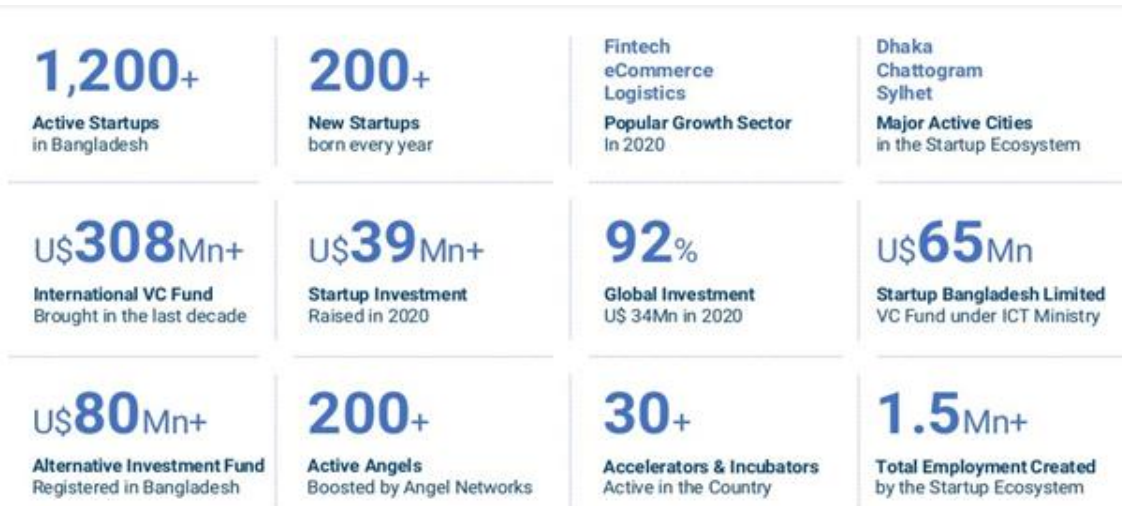 1,200+
Active Startups
in Bangladesh
200+
New Startups
born every year
Fintech
eCommerce
Logistics
Popular Growth Sector
In 2020
Dhaka
Chattogram
Sylhet
Major Active Cities
in the Startup Ecosystem
U$308Mn+
International VC Fund
Brought in the last decade
U$39Mn+
Startup Investment
Raised in 2020
92%
Global Investment
U$ 34Mn in 2020
U$65Mn
Startup Bangladesh Limited
VC Fund under ICT Ministry
U$80Mn+
Alternative Investment Fund
Registered in Bangladesh
200+
Active Angels
Boosted by Angel Networks
30+
Accelerators & Incubators
Active in the Country
1.5Mn+
Total Employment Created
by the Startup Ecosystem